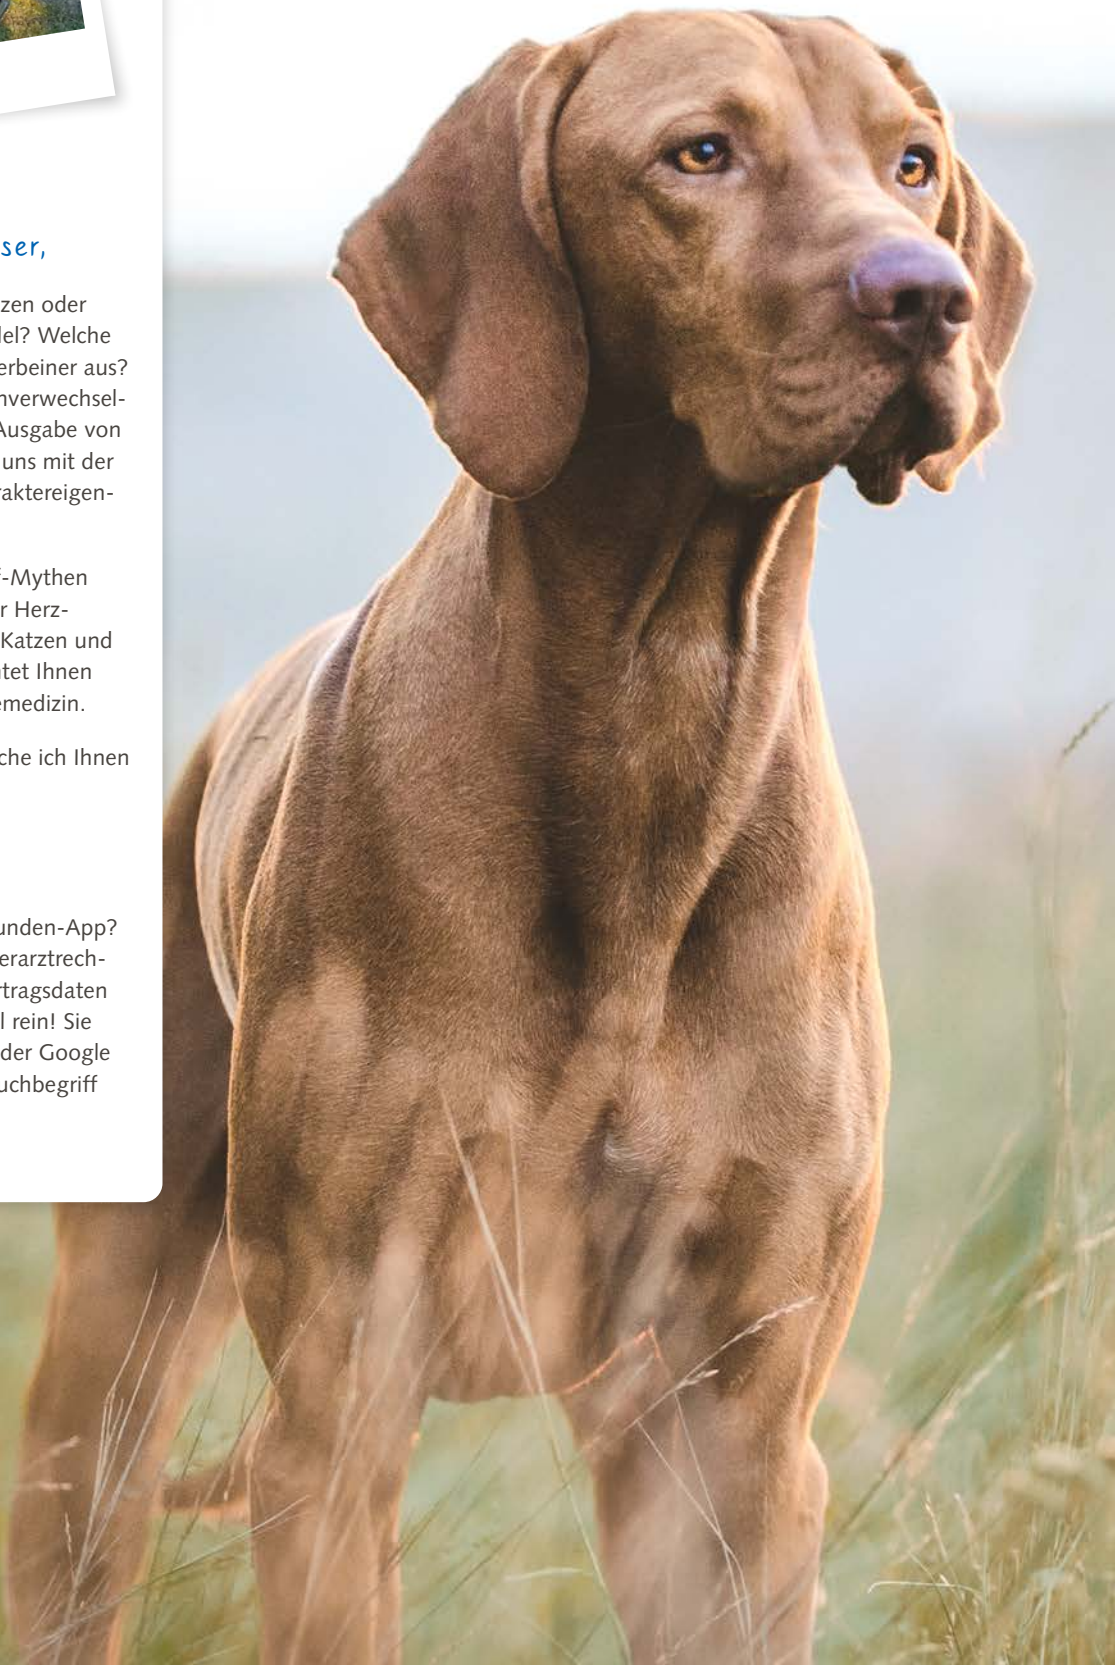 ser,
zen oder
el? Welche
erbeiner aus?
nverwechsel-
Ausgabe von
uns mit der
aktereigen-
-Mythen
r Herz-
Katzen und
tet Ihnen
emedizin.
che ich Ihnen
unden-App?
erarztrech-
rtragsdaten
l rein! Sie
der Google
uchbegriff